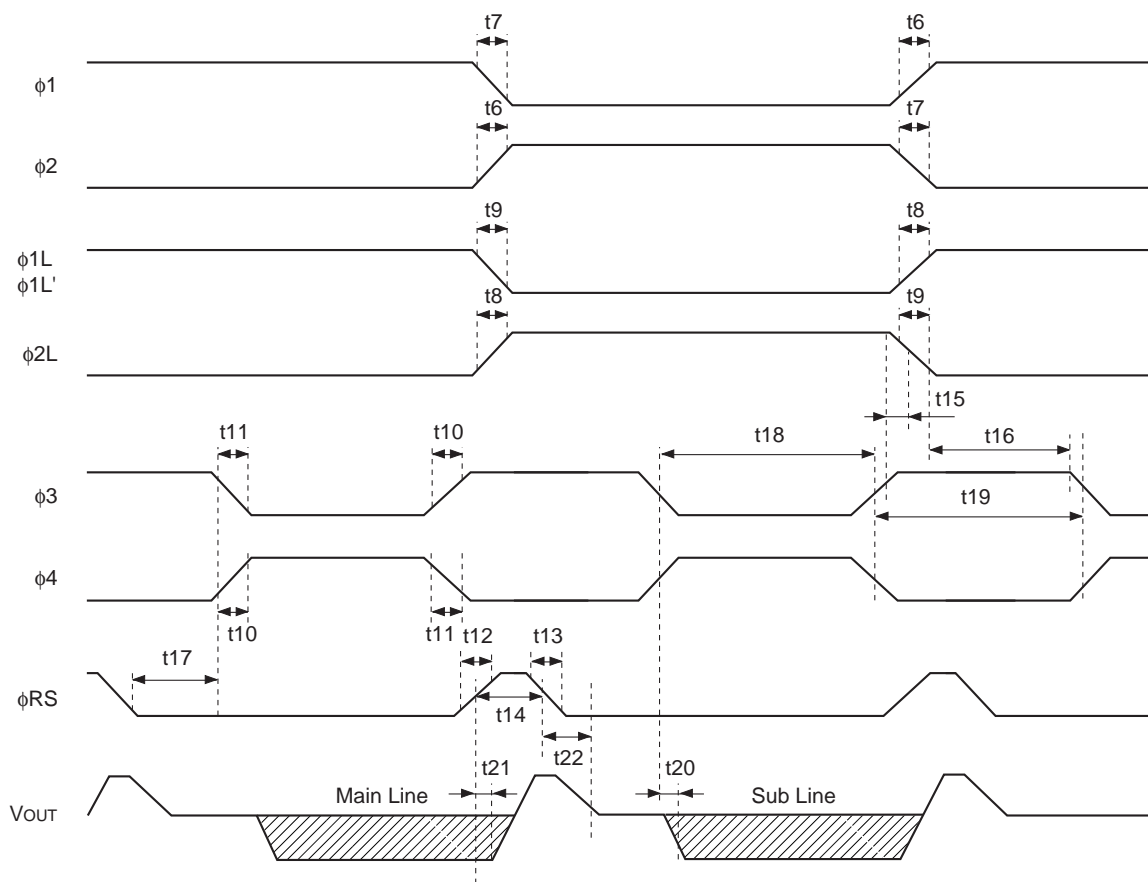 t7 t6
ϕ1
t6 t7
ϕ2
t9 t8
ϕ1L
ϕ1L'
t8 t9
ϕ2L
t15
t11 t10 t18 t16
ϕ3
t19
ϕ4
t10 t11 t12 t13
t17
ϕRS
t14
t22
t21 t20
Main Line Sub Line
VOUT